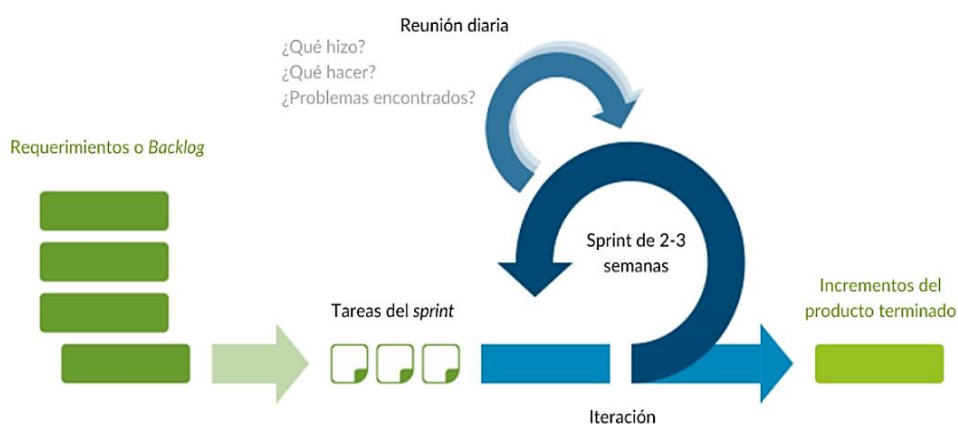 Reunión diaria
¿Qué hizo?
¿Qué hacer?
¿Problemas encontrados?
Requerimientos o Backlog
Sprint de 2-3
semanas
Tareas del sprint
Incrementos del
producto terminado
Iteración